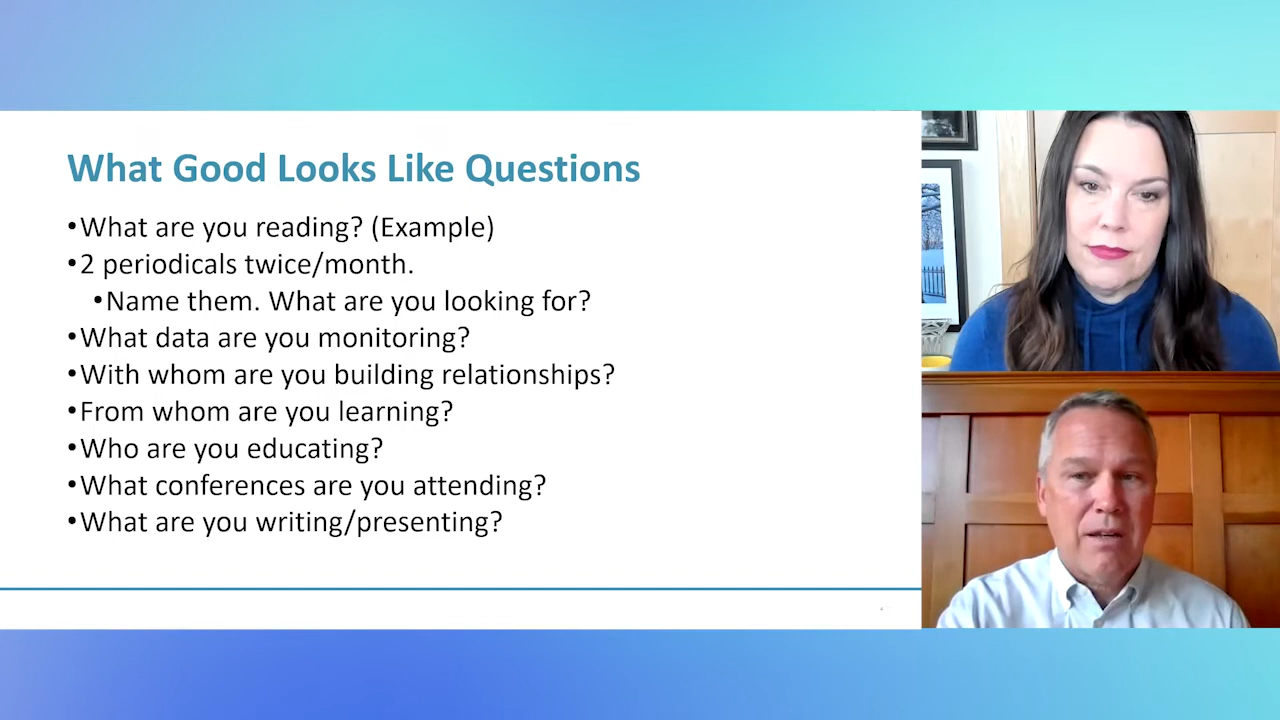 What Good Looks Like Questions
•What are you reading? (Example)
•2 periodicals twice/month.
•Name them. What are you looking for?
•What data are you monitoring?
•With whom are you building relationships?
•From whom are you learning?
•Who are you educating?
•What conferences are you attending?
•What are you writing/presenting?